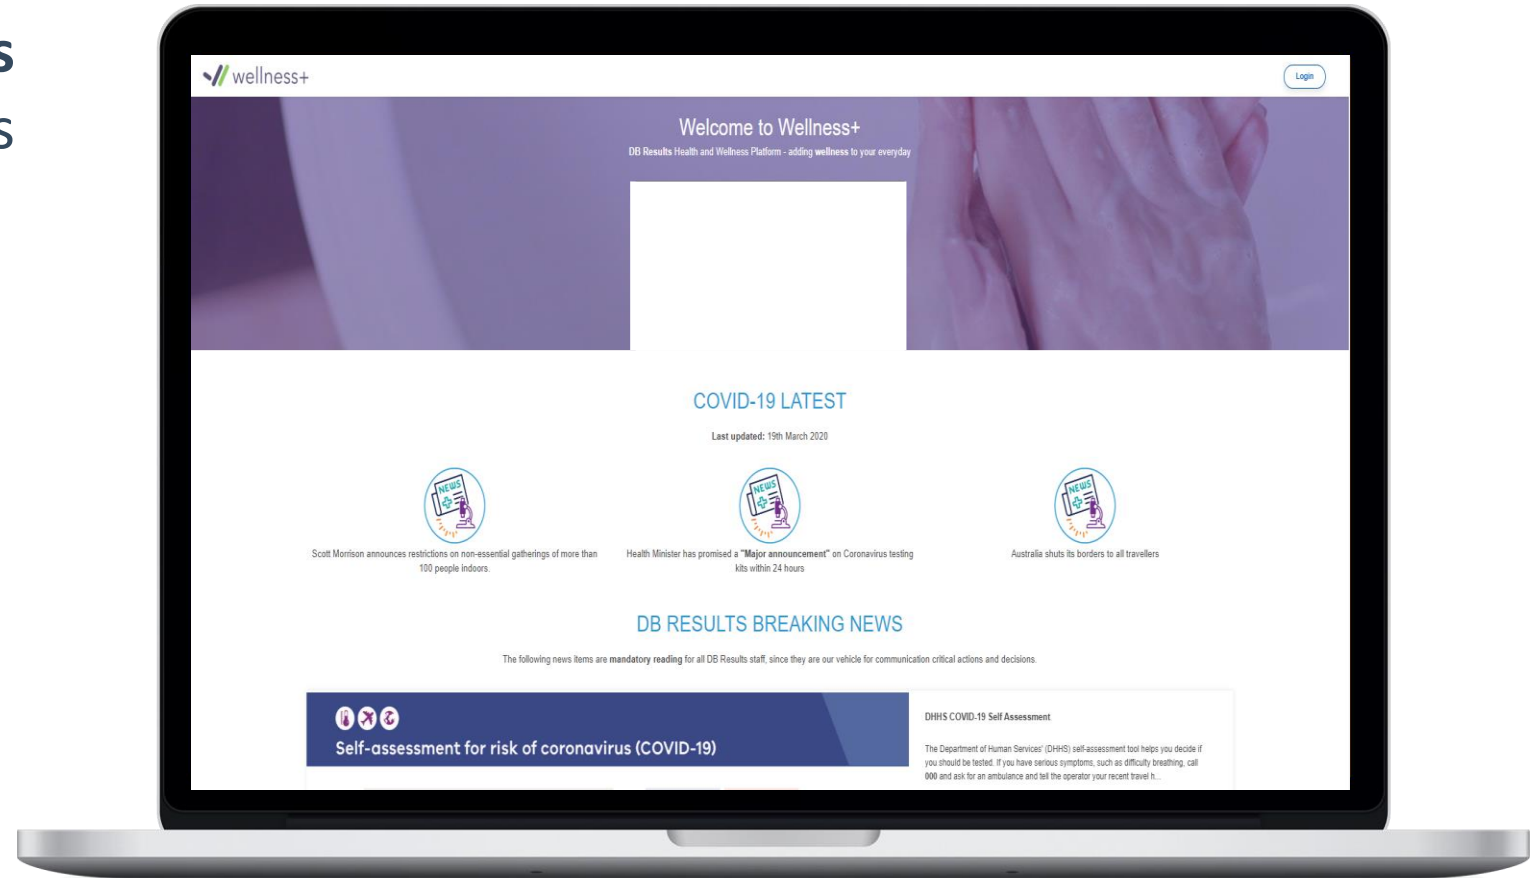 s
s
wellness+
Login
Welcome to Wellness+
DB Results Health and Wellness Platform - adding wellness to your everyday
COVID-19 LATEST
Last updated: 19th March 2020
NEWS
NEWS
NEWS
Scott Morrison announces restrictions on non-essential gatherings of more than
100 people indoors.
Health Minister has promised a "Major announcement" on Coronavirus testing
kits within 24 hours
Australia shuts its borders to all travellers
DB RESULTS BREAKING NEWS
The following news items are mandatory reading for all DB Results staff, since they are our vehicle for communication critical actions and decisions.
Self-assessment for risk of coronavirus (COVID-19)
DHHS COVID-19 Self Assessment
The Department of Human Services' (DHHS) self-assessment tool helps you decide if
you should be tested. If you have serious symptoms, such as difficulty breathing, call
000 and ask for an ambulance and tell the operator your recent travel h...